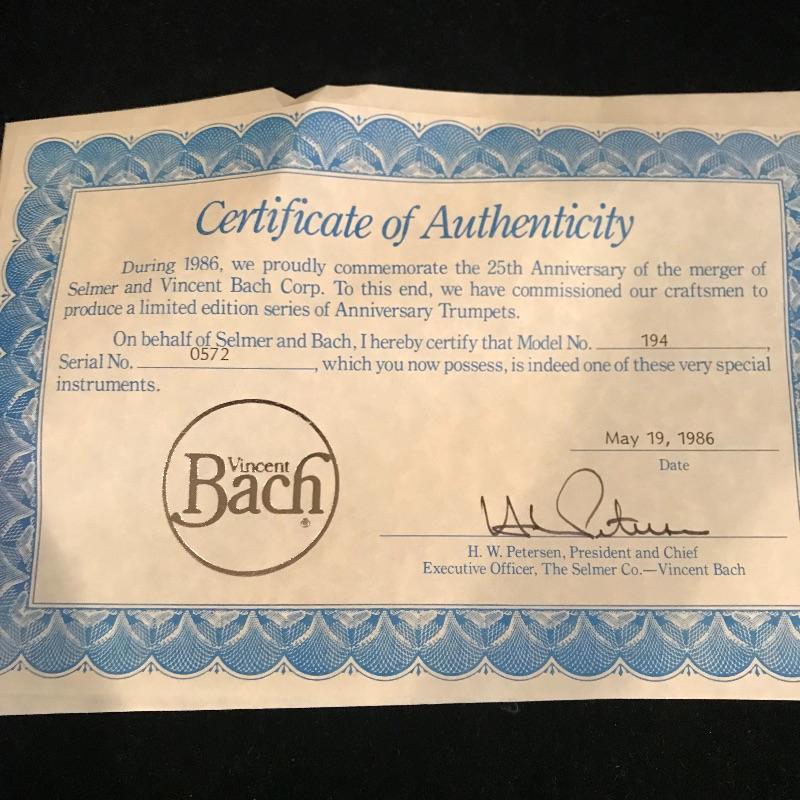 Certificate of Authenticity
During 1986, we proudly commemorate the 25th Anniversary of the merger of
Selmer and Vincent Bach Corp. To this end, we have commissioned our craftsmen to
produce a limited edition series of Anniversary Trumpets.
On behalf of Selmer and Bach, I hereby certify that Model No. 194,
Serial No. 0572, which you now possess, is indeed one of these very special
instruments.
Vincent
Bach®
May 19, 1986
Date
H. W. Petersen
H. W. Petersen, President and Chief
Executive Officer, The Selmer Co.—Vincent Bach